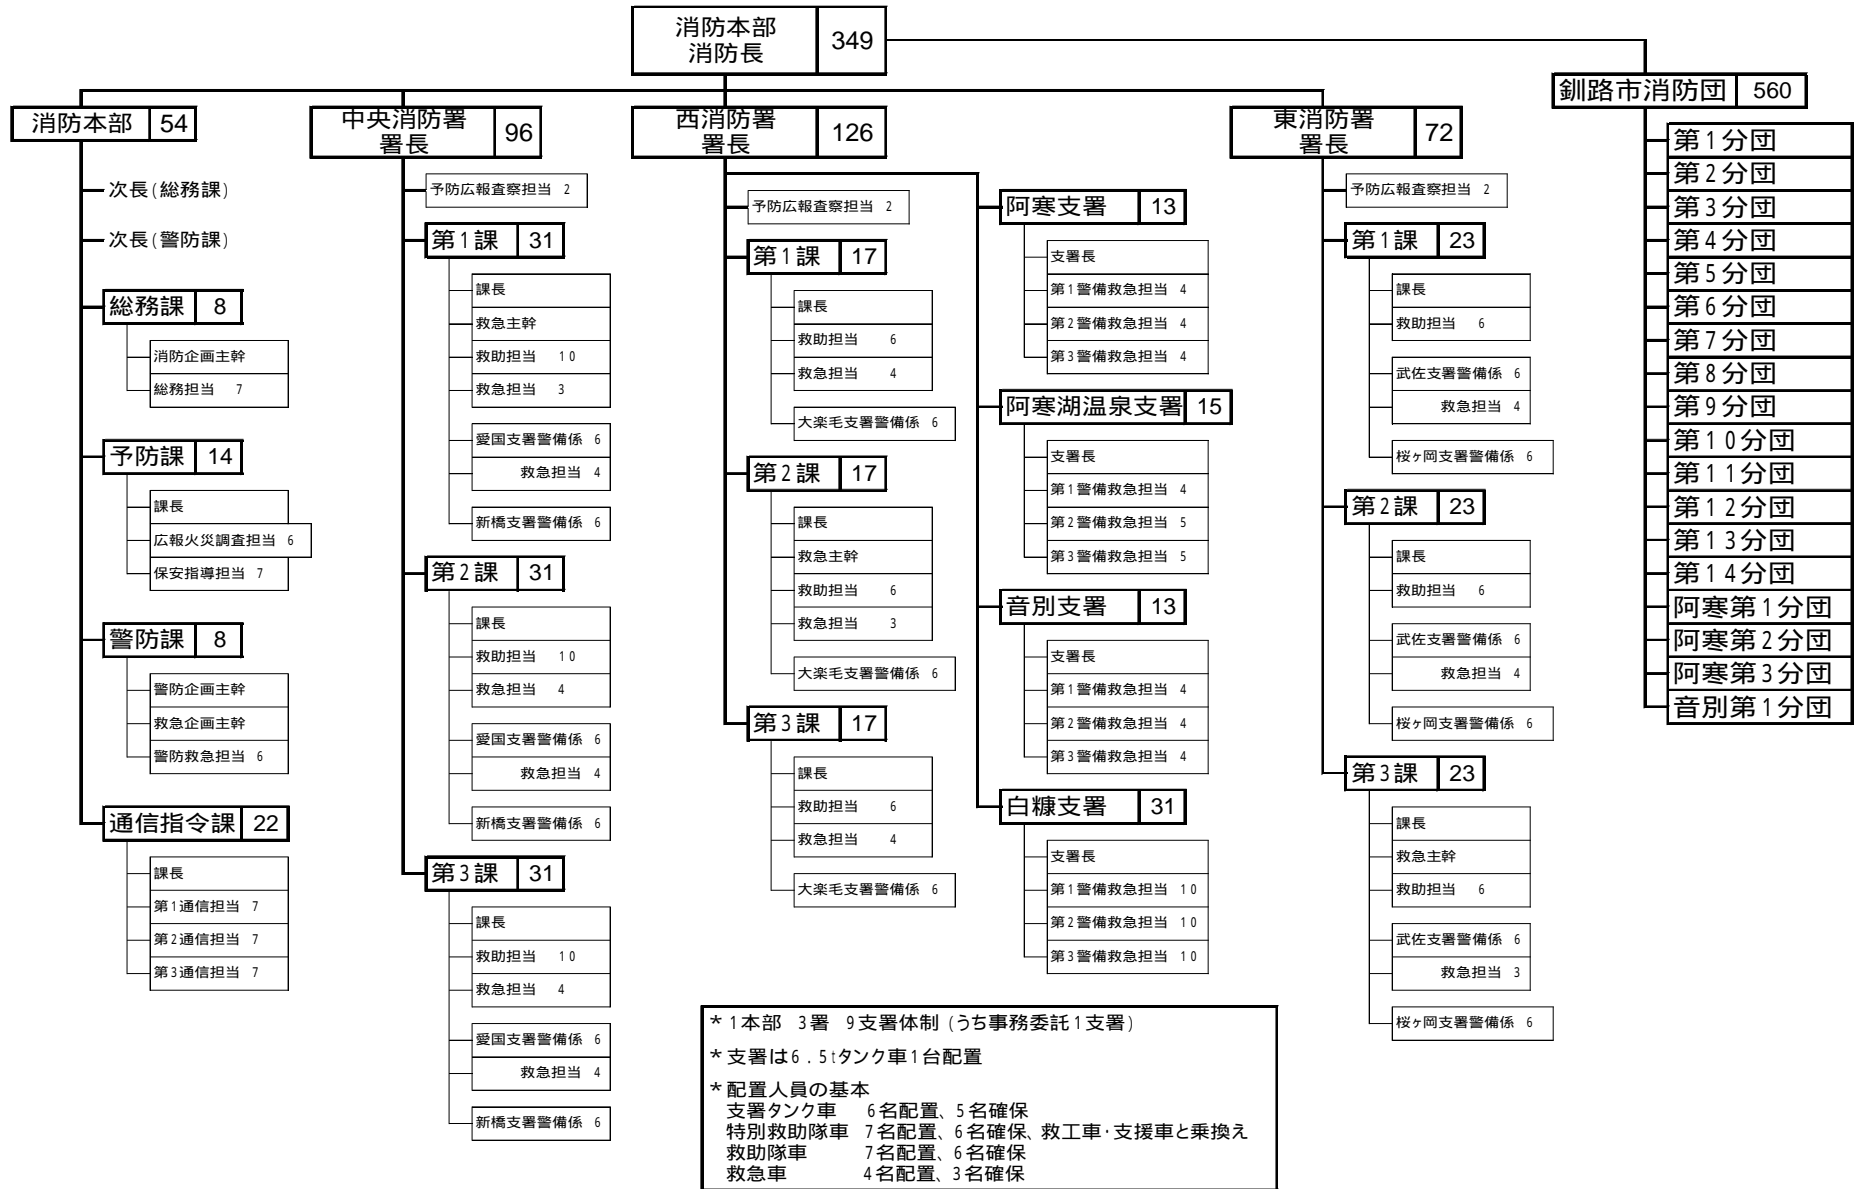 消防本部
消防長
349
釧路市消防団 560
消防本部 54
次長(総務課)
次長(警防課)
総務課 8
消防企画主幹
総務担当 7
予防課 14
課長
広報火災調査担当 6
保安指導担当 7
警防課 8
警防企画主幹
救急企画主幹
警防救急担当 6
通信指令課 22
課長
第1通信担当 7
第2通信担当 7
第3通信担当 7
中央消防署
署長
96
予防広報査察担当 2
第1課 31
課長
救急主幹
救助担当 10
救急担当 3
愛国支署警備係 6
救急担当 4
新橋支署警備係 6
第2課 31
課長
救助担当 10
救急担当 4
愛国支署警備係 6
救急担当 4
新橋支署警備係 6
第3課 31
課長
救助担当 10
救急担当 4
愛国支署警備係 6
救急担当 4
新橋支署警備係 6
西消防署
署長
126
予防広報査察担当 2
第1課 17
課長
救助担当 6
救急担当 4
大楽毛支署警備係 6
第2課 17
課長
救急主幹
救助担当 6
救急担当 3
大楽毛支署警備係 6
第3課 17
課長
救助担当 6
救急担当 4
大楽毛支署警備係 6
阿寒支署 13
支署長
第1警備救急担当 4
第2警備救急担当 4
第3警備救急担当 4
阿寒湖温泉支署 15
支署長
第1警備救急担当 4
第2警備救急担当 5
第3警備救急担当 5
音別支署 13
支署長
第1警備救急担当 4
第2警備救急担当 4
第3警備救急担当 4
白糠支署 31
支署長
第1警備救急担当 10
第2警備救急担当 10
第3警備救急担当 10
東消防署
署長
72
予防広報査察担当 2
第1課 23
課長
救助担当 6
武佐支署警備係 6
救急担当 4
桜ヶ岡支署警備係 6
第2課 23
課長
救助担当 6
武佐支署警備係 6
救急担当 4
桜ヶ岡支署警備係 6
第3課 23
課長
救急主幹
救助担当 6
武佐支署警備係 6
救急担当 3
桜ヶ岡支署警備係 6
第1分団
第2分団
第3分団
第4分団
第5分団
第6分団
第7分団
第8分団
第9分団
第10分団
第11分団
第12分団
第13分団
第14分団
阿寒第1分団
阿寒第2分団
阿寒第3分団
音別第1分団
*1本部 3署 9支署体制(うち事務委託1支署)
*支署は6.5tタンク車1台配置
*配置人員の基本
支署タンク車 6名配置、5名確保
特別救助隊車 7名配置、6名確保、救工車・支援車と乗換え
救助隊車 7名配置、6名確保
救急車 4名配置、3名確保